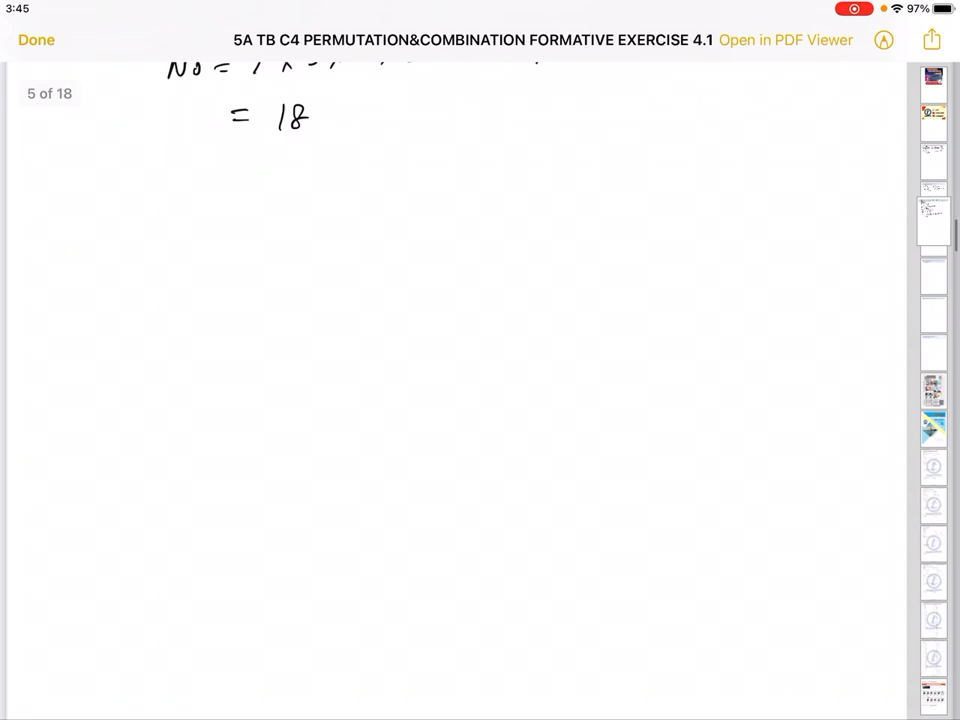 3:45
97%
Done
5A TB C4 PERMUTATION&COMBINATION FORMATIVE EXERCISE 4.1
Open in PDF Viewer
5 of 18
= 18